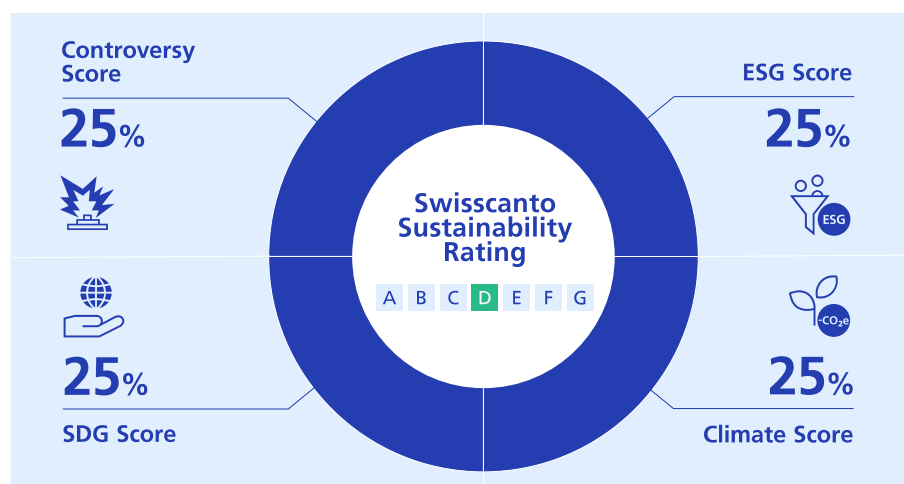 Controversy
Score
25%
ESG Score
25%
ESG
Swisscanto
Sustainability
Rating
A B C D E F G
25%
SDG Score
-CO₂e
25%
Climate Score